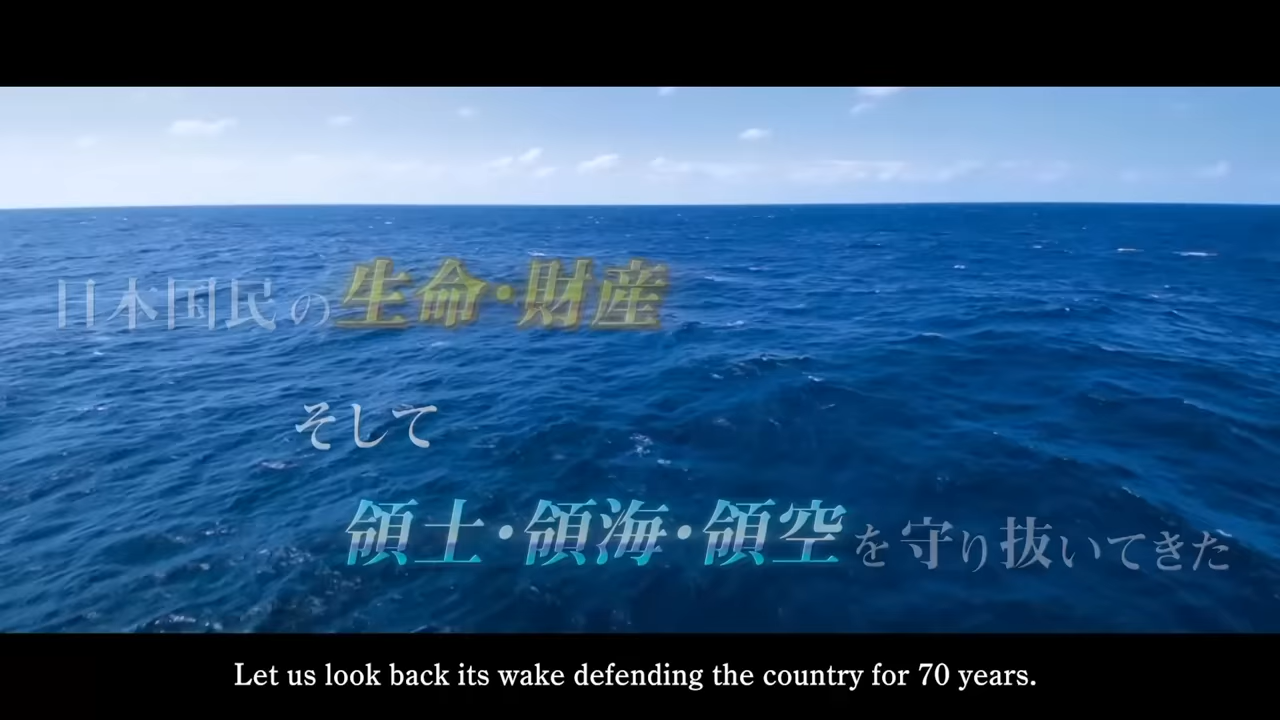 日本国民の生命・財産
そして
領土・領海・領空を守り抜いてきた
Let us look back its wake defending the country for 70 years.